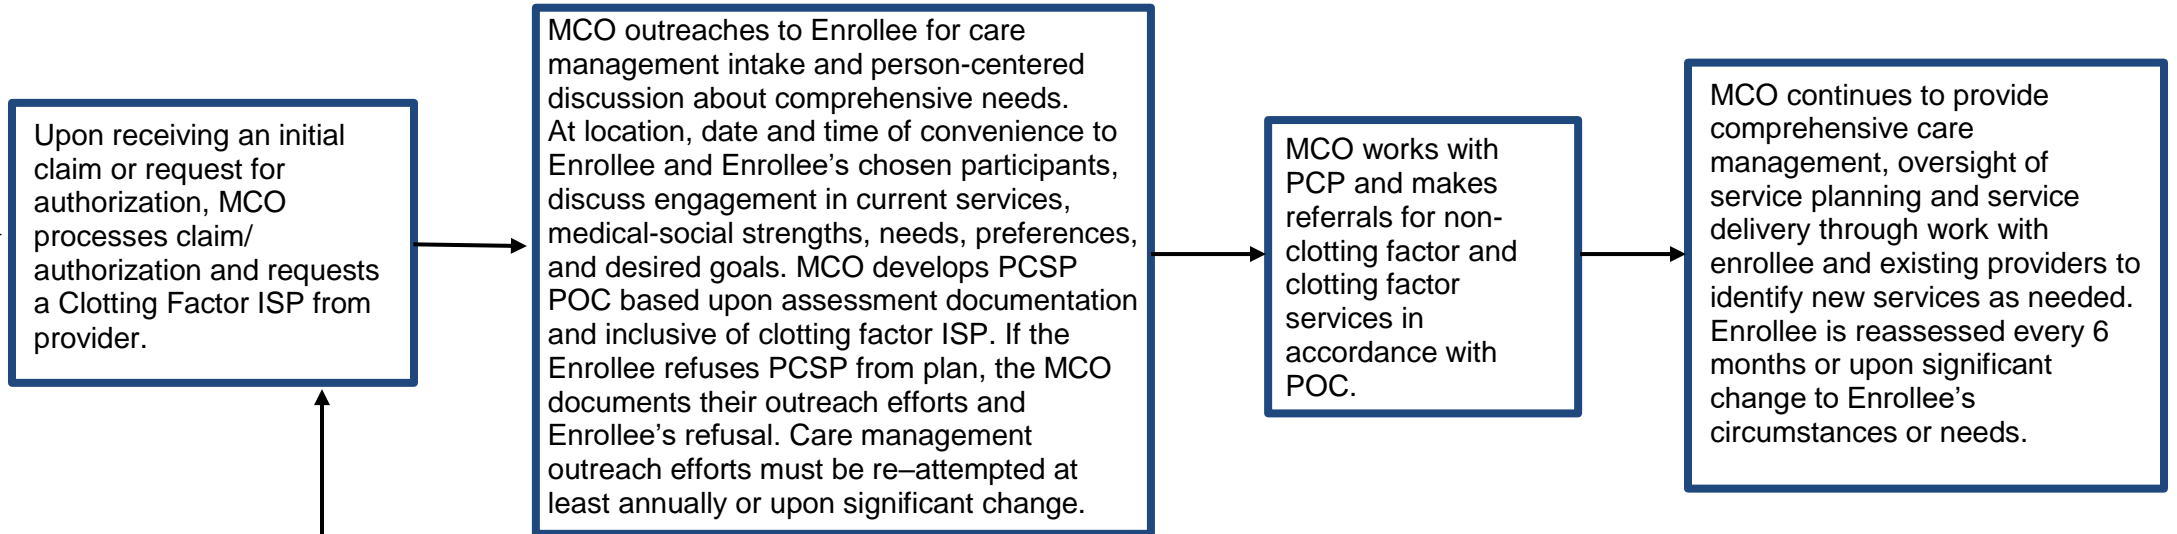 Upon receiving an initial
claim or request for
authorization, MCO
processes claim/
authorization and requests
a Clotting Factor ISP from
provider.
MCO outreaches to Enrollee for care
management intake and person-centered
discussion about comprehensive needs.
At location, date and time of convenience to
Enrollee and Enrollee’s chosen participants,
discuss engagement in current services,
medical-social strengths, needs, preferences,
and desired goals. MCO develops PCSP
POC based upon assessment documentation
and inclusive of clotting factor ISP. If the
Enrollee refuses PCSP from plan, the MCO
documents their outreach efforts and
Enrollee’s refusal. Care management
outreach efforts must be re–attempted at
least annually or upon significant change.
MCO works with
PCP and makes
referrals for non-
clotting factor and
clotting factor
services in
accordance with
POC.
MCO continues to provide
comprehensive care
management, oversight of
service planning and service
delivery through work with
enrollee and existing providers to
identify new services as needed.
Enrollee is reassessed every 6
months or upon significant
change to Enrollee’s
circumstances or needs.